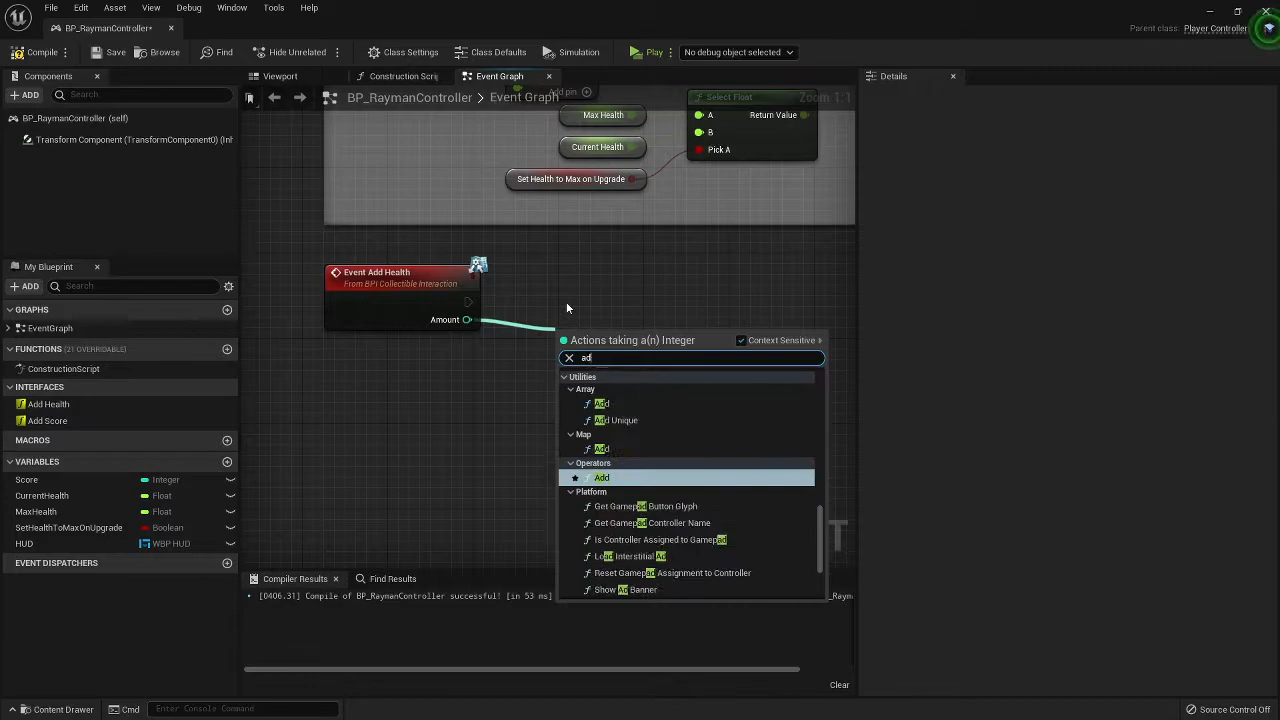 File Edit Asset View Debug Window Tools Help
BP_RaymanController*
Parent class: Player Controller
Compile Save Browse Find Hide Unrelated Class Settings Class Defaults Simulation Play No debug object selected
Components Viewport Construction Scri Event Graph Details
ADD Search... BP_RaymanController > Event Graph Zoom 1:1
BP_RaymanController (self)
Transform Component (TransformComponent0) (Inh
Add pin
Max Health
Current Health
Set Health to Max on Upgrade
Select Float
A Return Value
B
Pick A
Event Add Health
From BPI Collectible Interaction
Amount
Actions taking a(n) Integer Context Sensitive
ad
Utilities
Array
Add
Add Unique
Map
Add
Operators
Add
Platform
Get Gamepad Button Glyph
Get Gamepad Controller Name
Is Controller Assigned to Gamepad
Load Interstitial Ad
Reset Gamepad Assignment to Controller
Show Ad Banner
My Blueprint
ADD Search...
GRAPHS
EventGraph
FUNCTIONS (21 OVERRIDABLE)
ConstructionScript
INTERFACES
Add Health
Add Score
MACROS
VARIABLES
Score Integer
CurrentHealth Float
MaxHealth Float
SetHealthToMaxOnUpgrade Boolean
HUD WBP HUD
EVENT DISPATCHERS
Compiler Results Find Results
[0406.31] Compile of BP_RaymanController successful! [in 53 ms]
Clear
Content Drawer Cmd Enter Console Command Source Control Off